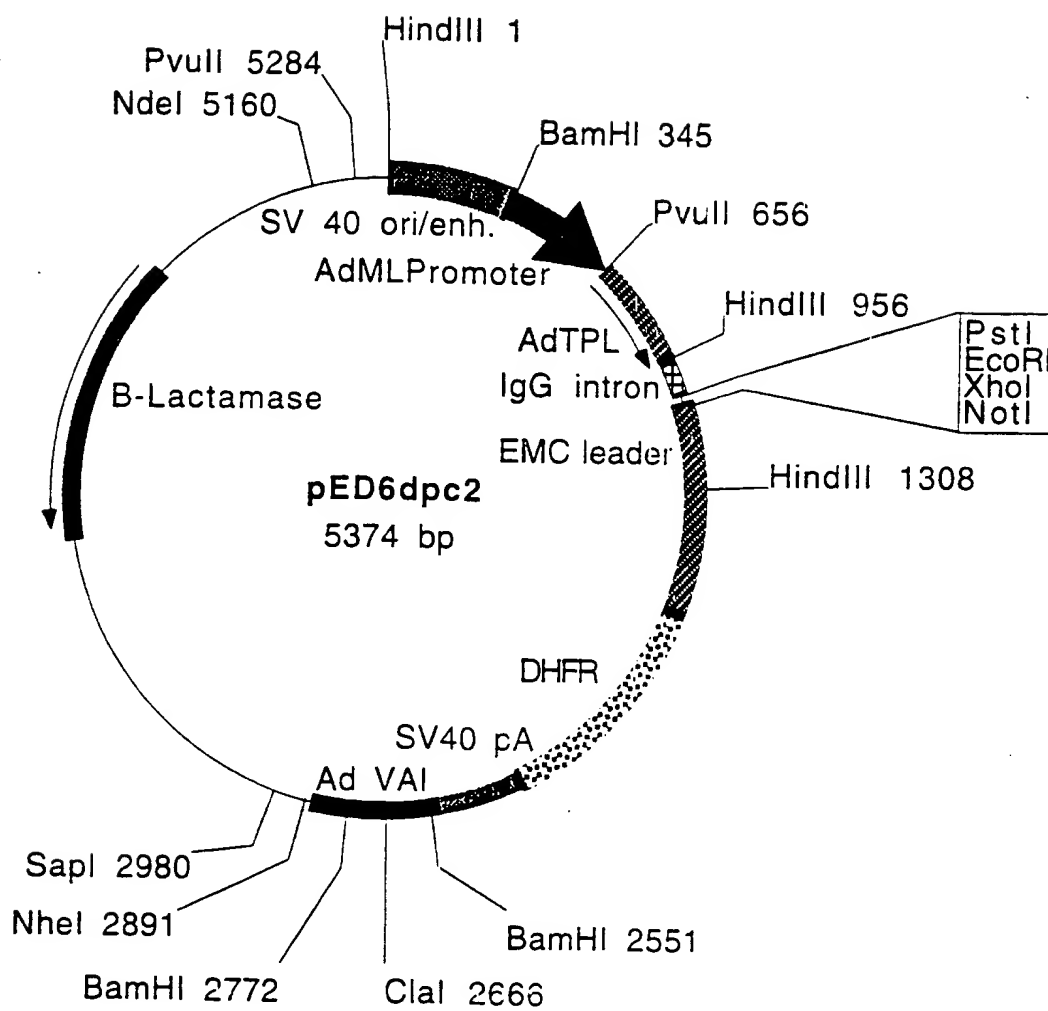 HindIII 1
PvuII 5284
NdeI 5160
BamHI 345
SV 40 ori/enh.
PvuII 656
AdMLPromoter
HindIII 956
AdTPL
PstI
EcoRI
XhoI
NotI
IgG intron
B-Lactamase
EMC leader
HindIII 1308
pED6dpc2
5374 bp
DHFR
SV40 pA
Ad VAI
SapI 2980
NheI 2891
BamHI 2551
BamHI 2772
ClaI 2666